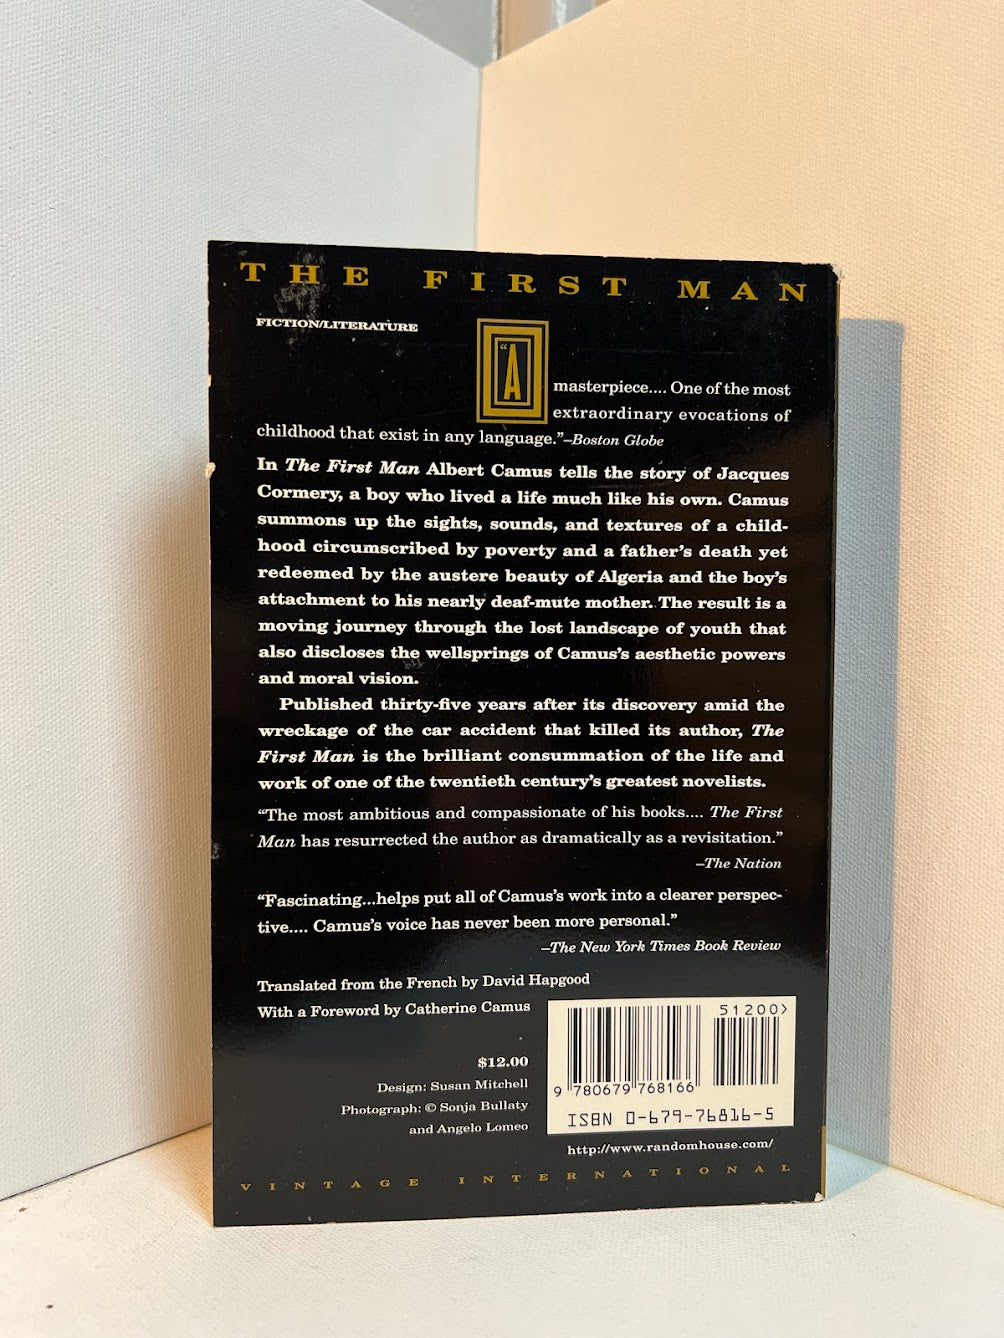 THE FIRST MAN
FICTION/LITERATURE
“A
masterpiece.... One of the most
extraordinary evocations of
childhood that exist in any language.”–Boston Globe
In The First Man Albert Camus tells the story of Jacques
Cormery, a boy who lived a life much like his own. Camus
summons up the sights, sounds, and textures of a child-
hood circumscribed by poverty and a father’s death yet
redeemed by the austere beauty of Algeria and the boy’s
attachment to his nearly deaf-mute mother. The result is a
moving journey through the lost landscape of youth that
also discloses the wellsprings of Camus’s aesthetic powers
and moral vision.
Published thirty-five years after its discovery amid the
wreckage of the car accident that killed its author, The
First Man is the brilliant consummation of the life and
work of one of the twentieth century’s greatest novelists.
“The most ambitious and compassionate of his books.... The First
Man has resurrected the author as dramatically as a revisitation.”
–The Nation
“Fascinating...helps put all of Camus’s work into a clearer perspec-
tive.... Camus’s voice has never been more personal.”
–The New York Times Book Review
Translated from the French by David Hapgood
With a Foreword by Catherine Camus
$12.00
Design: Susan Mitchell
Photograph: © Sonja Bullaty
and Angelo Lomeo
51200>
9 780679 768166
ISBN 0-679-76816-5
http://www.randomhouse.com/
VINTAGE INTERNATIONAL